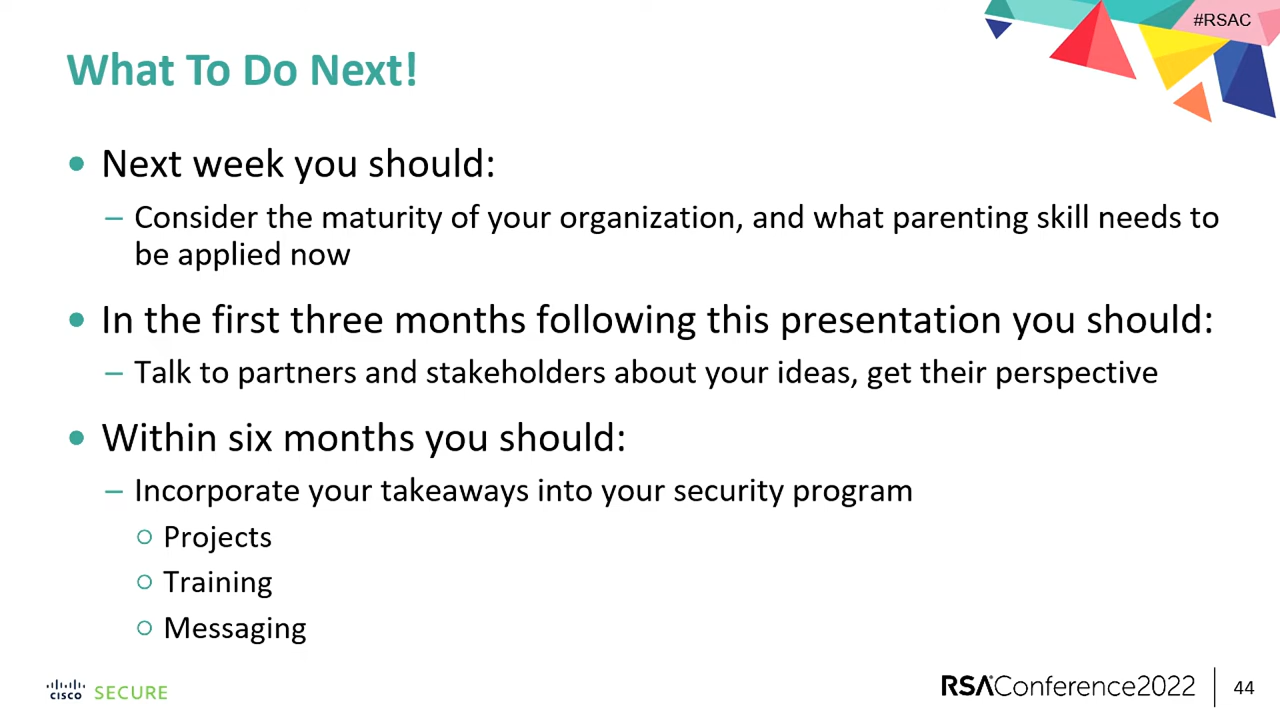 #RSAC
What To Do Next!
• Next week you should:
– Consider the maturity of your organization, and what parenting skill needs to
be applied now
• In the first three months following this presentation you should:
– Talk to partners and stakeholders about your ideas, get their perspective
• Within six months you should:
– Incorporate your takeaways into your security program
○ Projects
○ Training
○ Messaging
CISCO SECURE
RSAConference2022
44